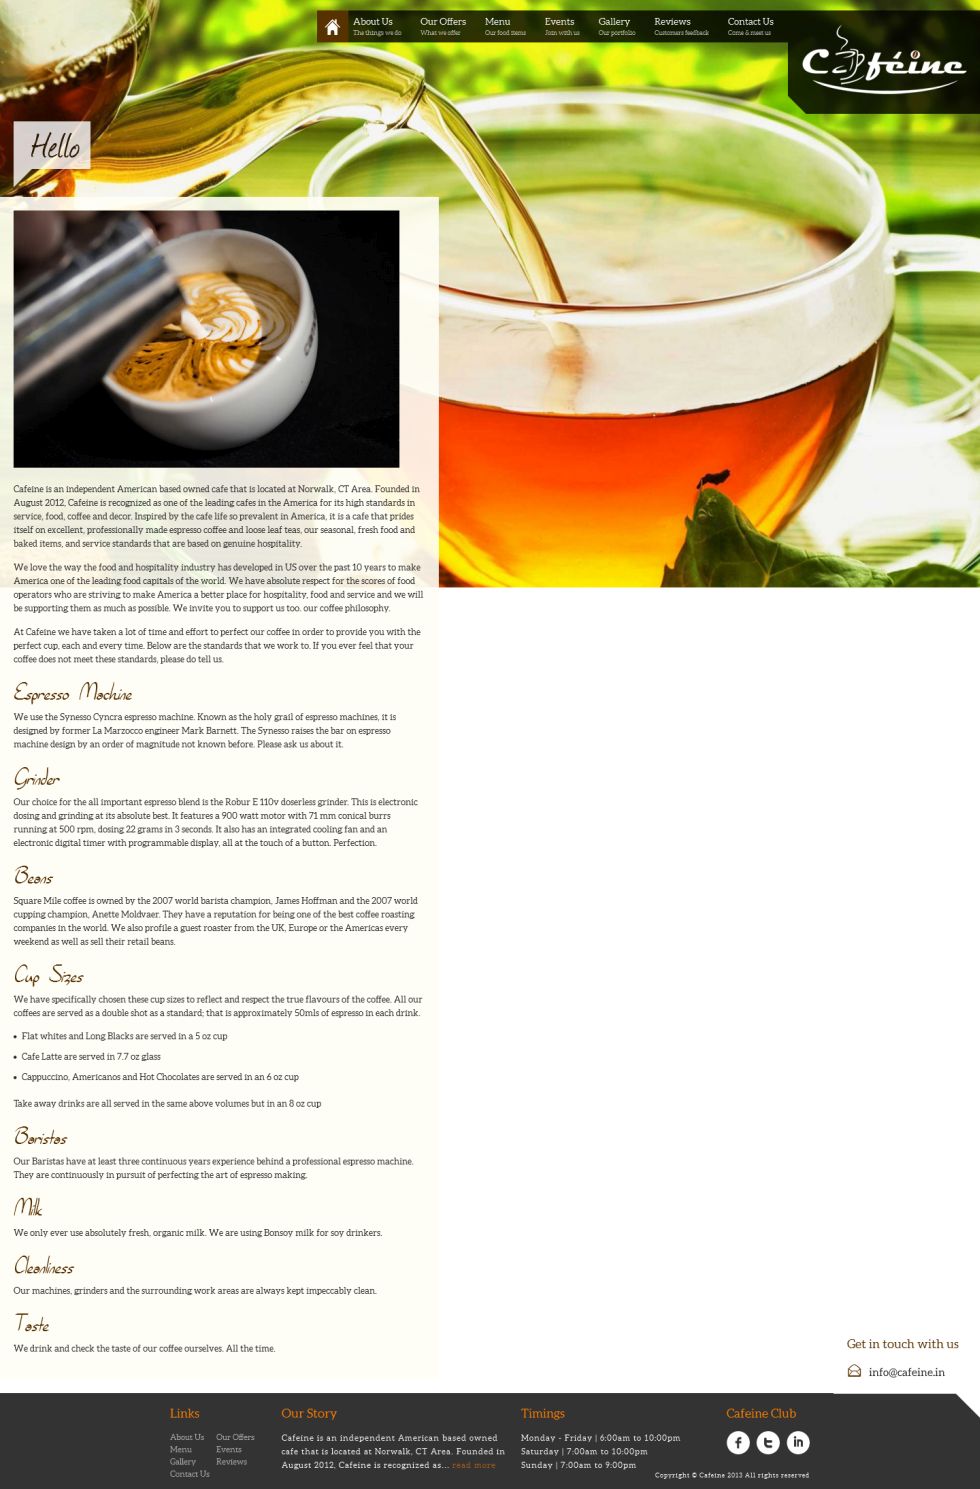 About Us
The things we do
Our Offers
What we offer
Menu
Our food items
Events
Join with us
Gallery
Our portfolio
Reviews
Customers feedback
Contact Us
Come & meet us
Caféine
Hello
Cafeine is an independent American based owned cafe that is located at Norwalk, CT Area. Founded in
August 2012, Cafeine is recognized as one of the leading cafes in the America for its high standards in
service, food, coffee and decor. Inspired by the cafe life so prevalent in America, it is a cafe that prides
itself on excellent, professionally made espresso coffee and loose leaf teas, our seasonal, fresh food and
baked items, and service standards that are based on genuine hospitality.
We love the way the food and hospitality industry has developed in US over the past 10 years to make
America one of the leading food capitals of the world. We have absolute respect for the scores of food
operators who are striving to make America a better place for hospitality, food and service and we will
be supporting them as much as possible. We invite you to support us too. our coffee philosophy.
At Cafeine we have taken a lot of time and effort to perfect our coffee in order to provide you with the
perfect cup, each and every time. Below are the standards that we work to. If you ever feel that your
coffee does not meet these standards, please do tell us.
Espresso Machine
We use the Synesso Cyncra espresso machine. Known as the holy grail of espresso machines, it is
designed by former La Marzocco engineer Mark Barnett. The Synesso raises the bar on espresso
machine design by an order of magnitude not known before. Please ask us about it.
Grinder
Our choice for the all important espresso blend is the Robur E 110v doserless grinder. This is electronic
dosing and grinding at its absolute best. It features a 900 watt motor with 71 mm conical burrs
running at 500 rpm, dosing 22 grams in 3 seconds. It also has an integrated cooling fan and an
electronic digital timer with programmable display, all at the touch of a button. Perfection.
Beans
Square Mile coffee is owned by the 2007 world barista champion, James Hoffman and the 2007 world
cupping champion, Anette Moldvaer. They have a reputation for being one of the best coffee roasting
companies in the world. We also profile a guest roaster from the UK, Europe or the Americas every
weekend as well as sell their retail beans.
Cup Sizes
We have specifically chosen these cup sizes to reflect and respect the true flavours of the coffee. All our
coffees are served as a double shot as a standard; that is approximately 50mls of espresso in each drink.
• Flat whites and Long Blacks are served in a 5 oz cup
• Cafe Latte are served in 7.7 oz glass
• Cappuccino, Americanos and Hot Chocolates are served in an 6 oz cup
Take away drinks are all served in the same above volumes but in an 8 oz cup
Baristas
Our Baristas have at least three continuous years experience behind a professional espresso machine.
They are continuously in pursuit of perfecting the art of espresso making.
Milk
We only ever use absolutely fresh, organic milk. We are using Bonsoy milk for soy drinkers.
Cleanliness
Our machines, grinders and the surrounding work areas are always kept impeccably clean.
Taste
We drink and check the taste of our coffee ourselves. All the time.
Get in touch with us
info@cafeine.in
Links
About Us
Our Offers
Menu
Events
Gallery
Reviews
Contact Us
Our Story
Cafeine is an independent American based owned
cafe that is located at Norwalk, CT Area. Founded in
August 2012, Cafeine is recognized as... read more
Timings
Monday - Friday | 6:00am to 10:00pm
Saturday | 7:00am to 10:00pm
Sunday | 7:00am to 9:00pm
Cafeine Club
Copyright © Cafeine 2013 All rights reserved